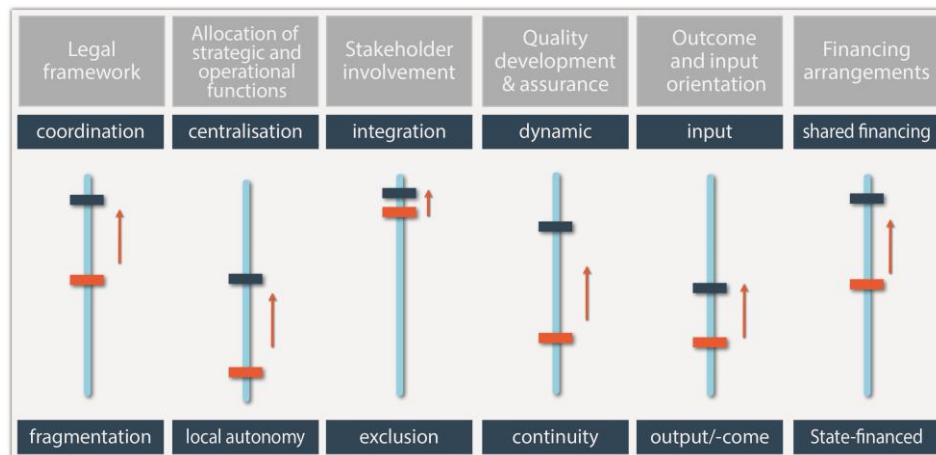 Legal
framework
Allocation of
strategic and
operational
functions
Stakeholder
involvement
Quality
development
& assurance
Outcome
and input
orientation
Financing
arrangements
coordination
centralisation
integration
dynamic
input
shared financing
fragmentation
local autonomy
exclusion
continuity
output/-come
State-financed